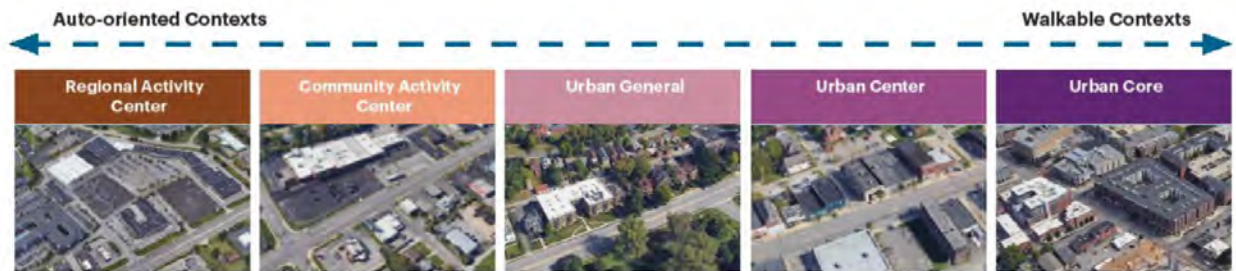 Auto-oriented Contexts
Walkable Contexts
Regional Activity
Center
Community Activity
Center
Urban General
Urban Center
Urban Core